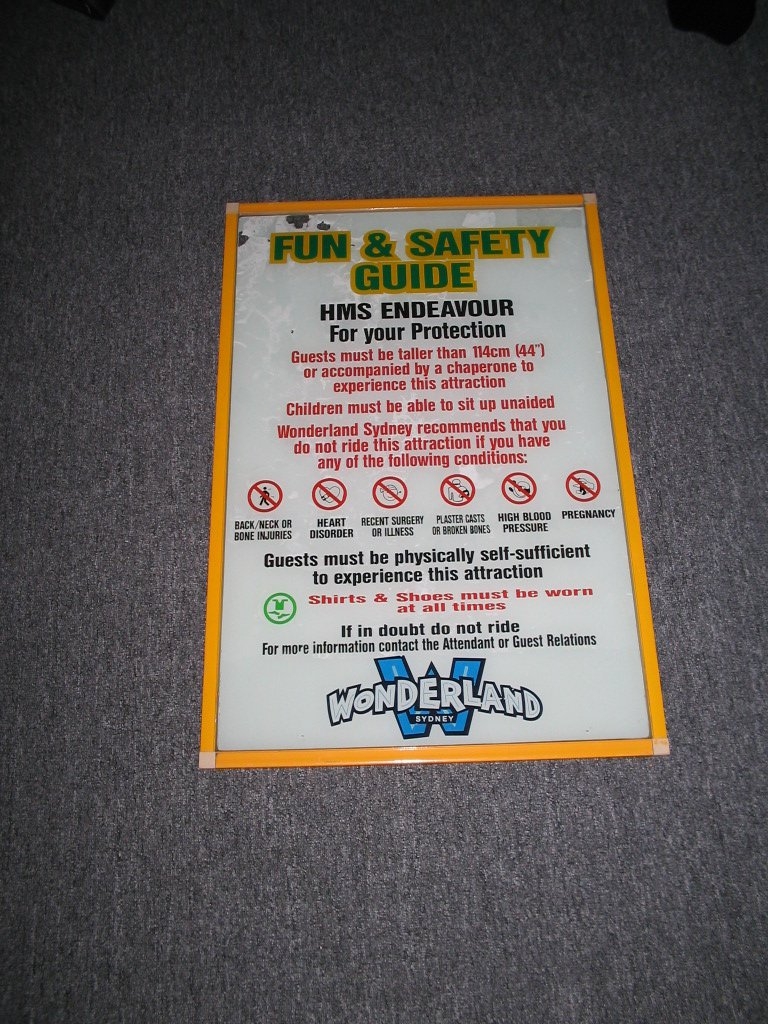 FUN & SAFETY
GUIDE
HMS ENDEAVOUR
For your Protection
Guests must be taller than 114cm (44")
or accompanied by a chaperone to
experience this attraction
Children must be able to sit up unaided
Wonderland Sydney recommends that you
do not ride this attraction if you have
any of the following conditions:
BACK/NECK OR
BONE INJURIES
HEART
DISORDER
RECENT SURGERY
OR ILLNESS
PLASTER CASTS
OR BROKEN BONES
HIGH BLOOD
PRESSURE
PREGNANCY
Guests must be physically self-sufficient
to experience this attraction
Shirts & Shoes must be worn
at all times
If in doubt do not ride
For more information contact the Attendant or Guest Relations
W
WONDERLAND
SYDNEY